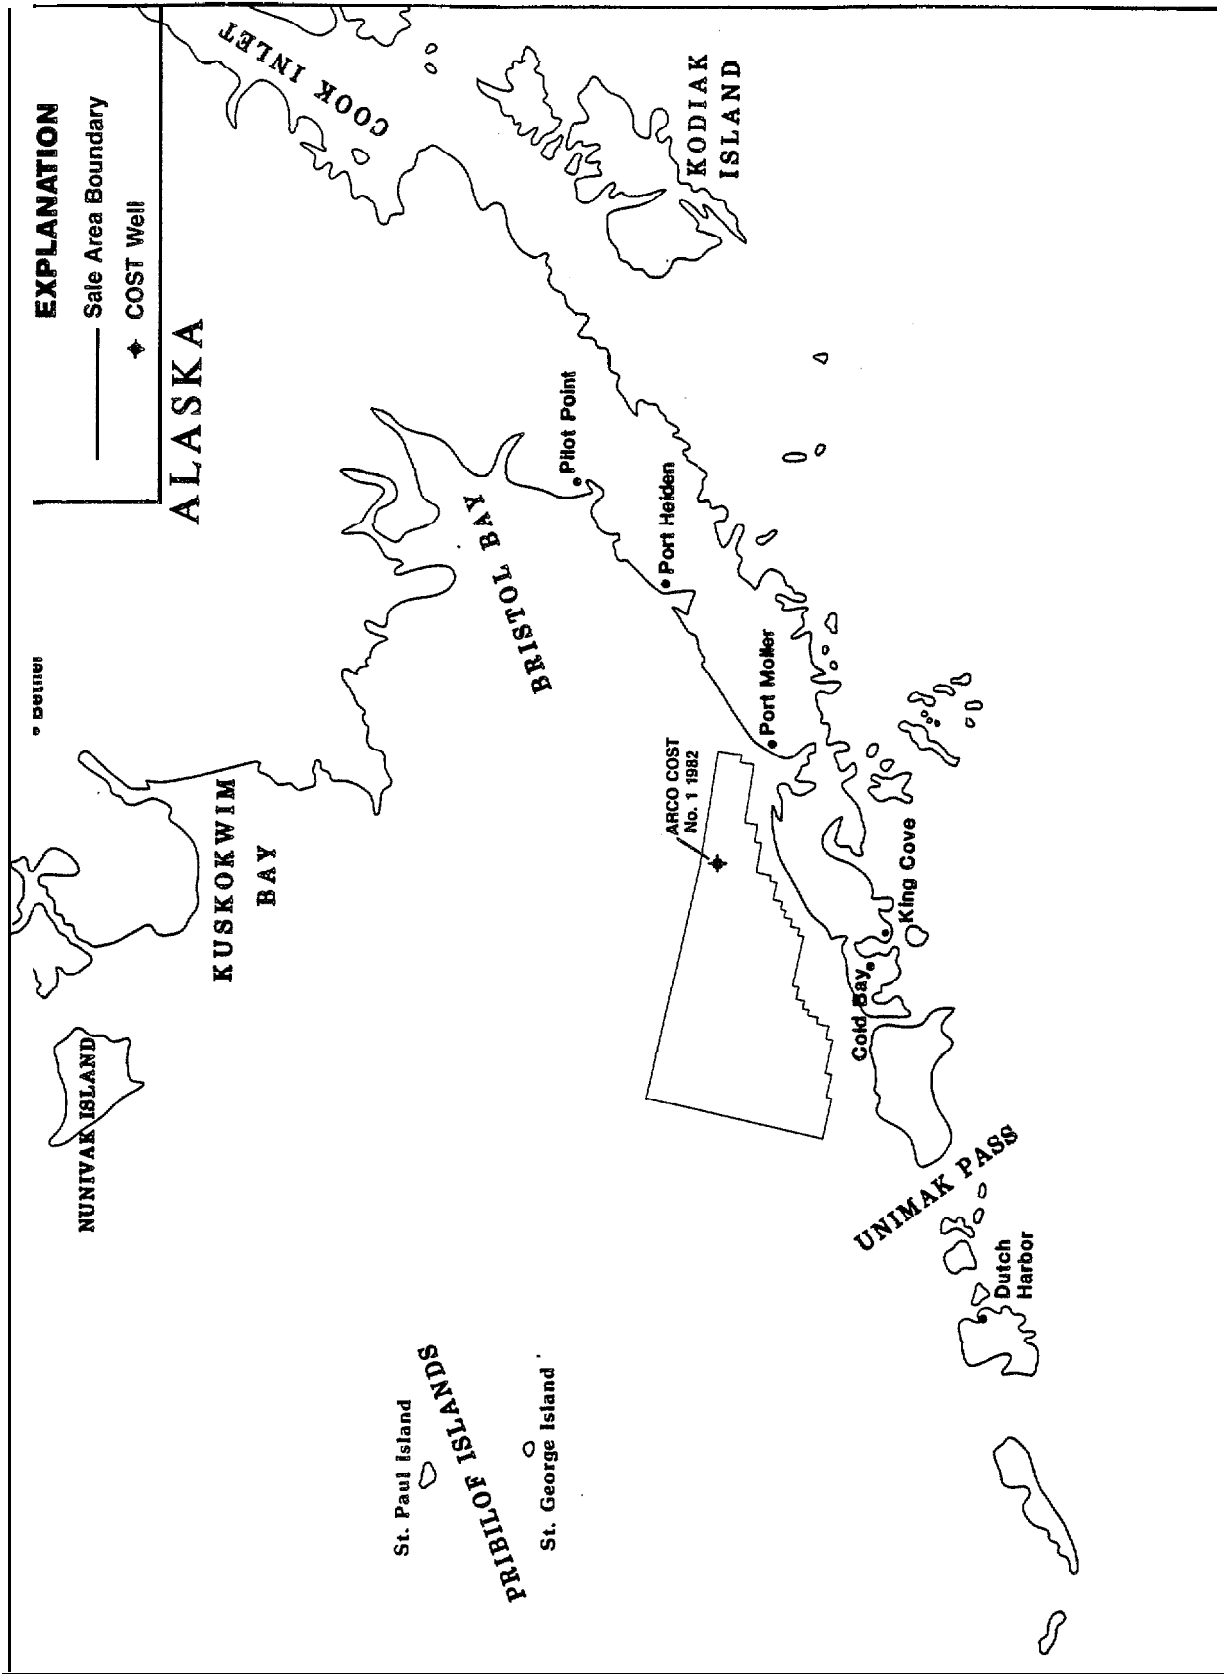 EXPLANATION
Sale Area Boundary
COST Well
ALASKA
COOK INLET
KODIAK
ISLAND
Pilot Point
Port Heiden
BRISTOL BAY
Port Moller
ARCO COST
No. 1 1982
KUSKOKWIM
BAY
NUNIVAK ISLAND
King Cove
Cold Bay
UNIMAK PASS
Dutch
Harbor
St. Paul Island
PRIBILOF ISLANDS
St. George Island